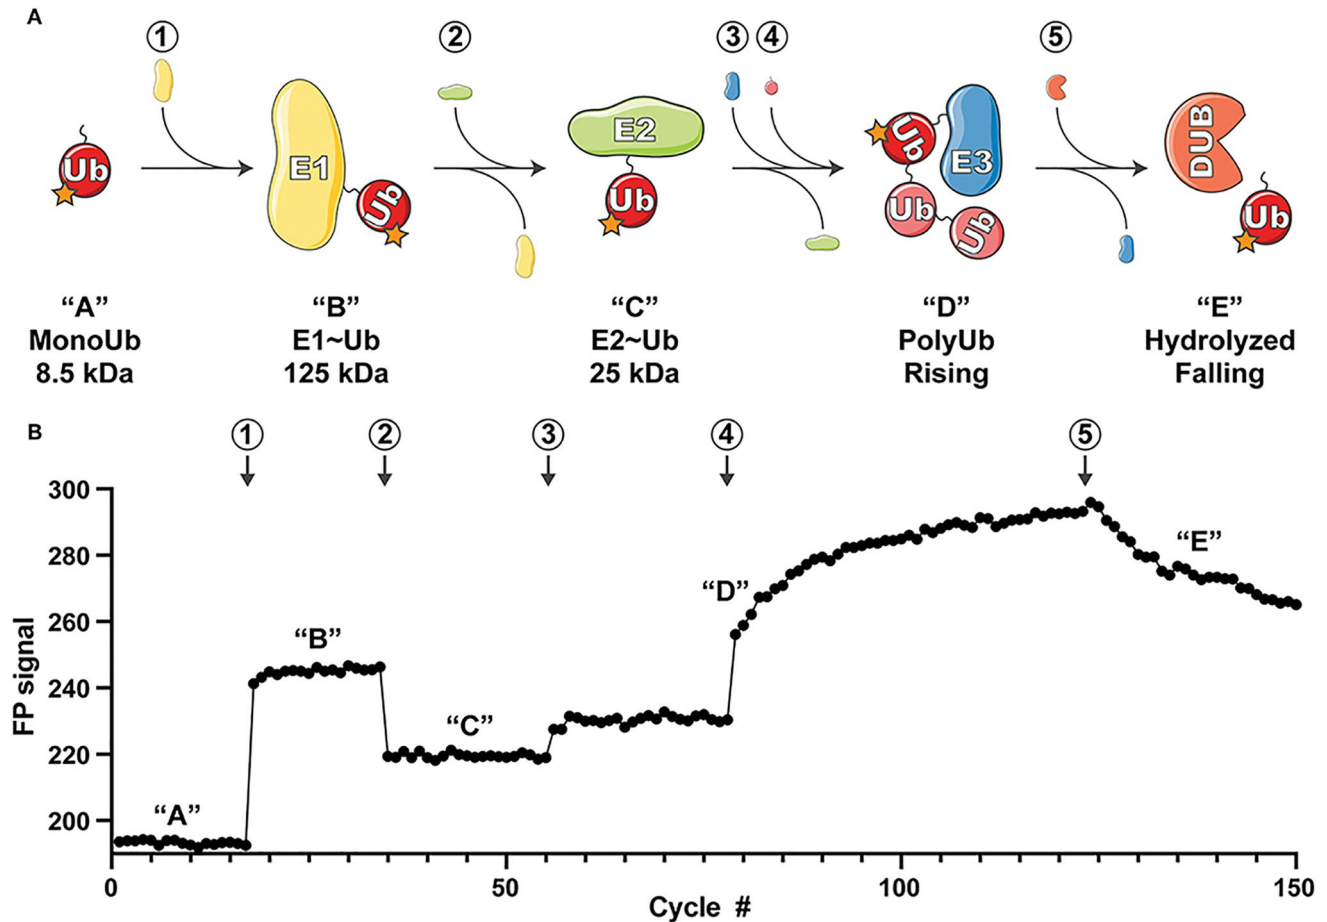 A
① ② ③ ④ ⑤
Ub E1 Ub E2 Ub Ub E3 Ub Ub DUB Ub
“A” “B” “C” “D” “E”
MonoUb E1~Ub E2~Ub PolyUb Hydrolyzed
8.5 kDa 125 kDa 25 kDa Rising Falling
B
① ② ③ ④ ⑤
300
280
260
240
220
200
FP signal
“A”
“B”
“C”
“D”
“E”
0 50 100 150
Cycle #